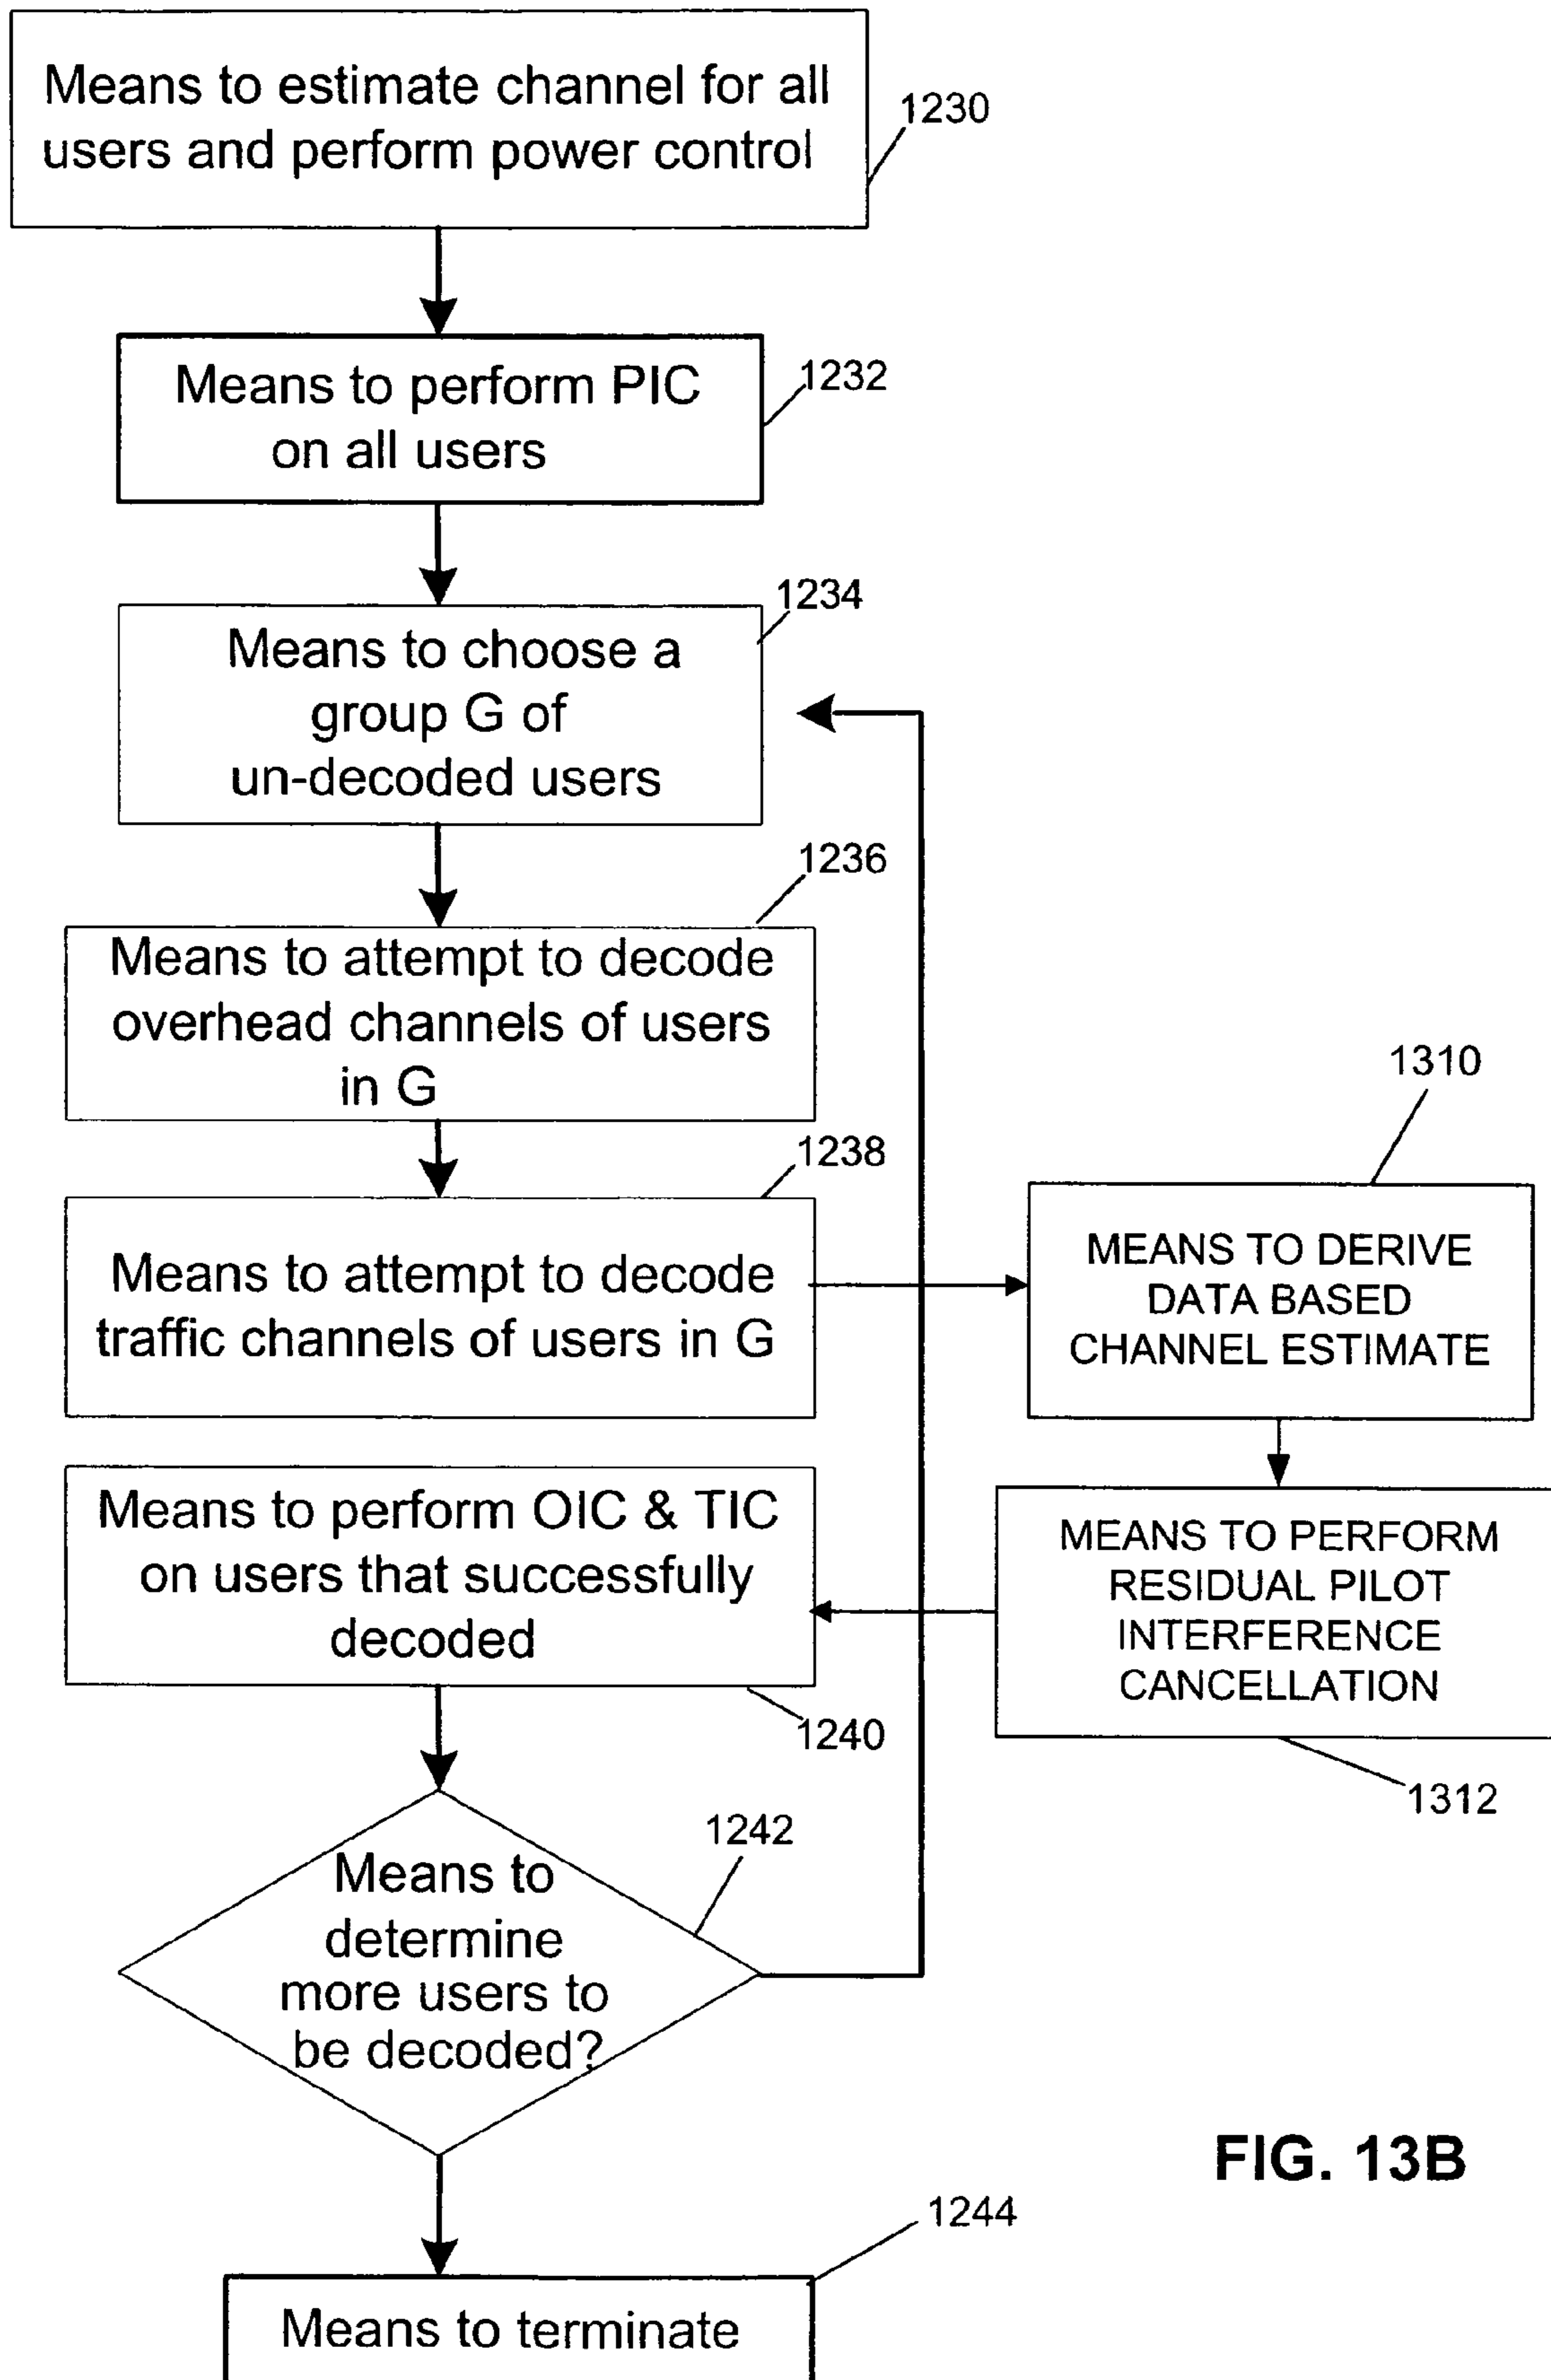 Means to estimate channel for all
users and perform power control
1230
Means to perform PIC
on all users
1232
1234
Means to choose a
group G of
un-decoded users
1236
Means to attempt to decode
overhead channels of users
in G
1238
Means to attempt to decode
traffic channels of users in G
1310
MEANS TO DERIVE
DATA BASED
CHANNEL ESTIMATE
MEANS TO PERFORM
RESIDUAL PILOT
INTERFERENCE
CANCELLATION
1312
Means to perform OIC & TIC
on users that successfully
decoded
1240
1242
Means to
determine
more users to
be decoded?
1244
Means to terminate
FIG. 13B